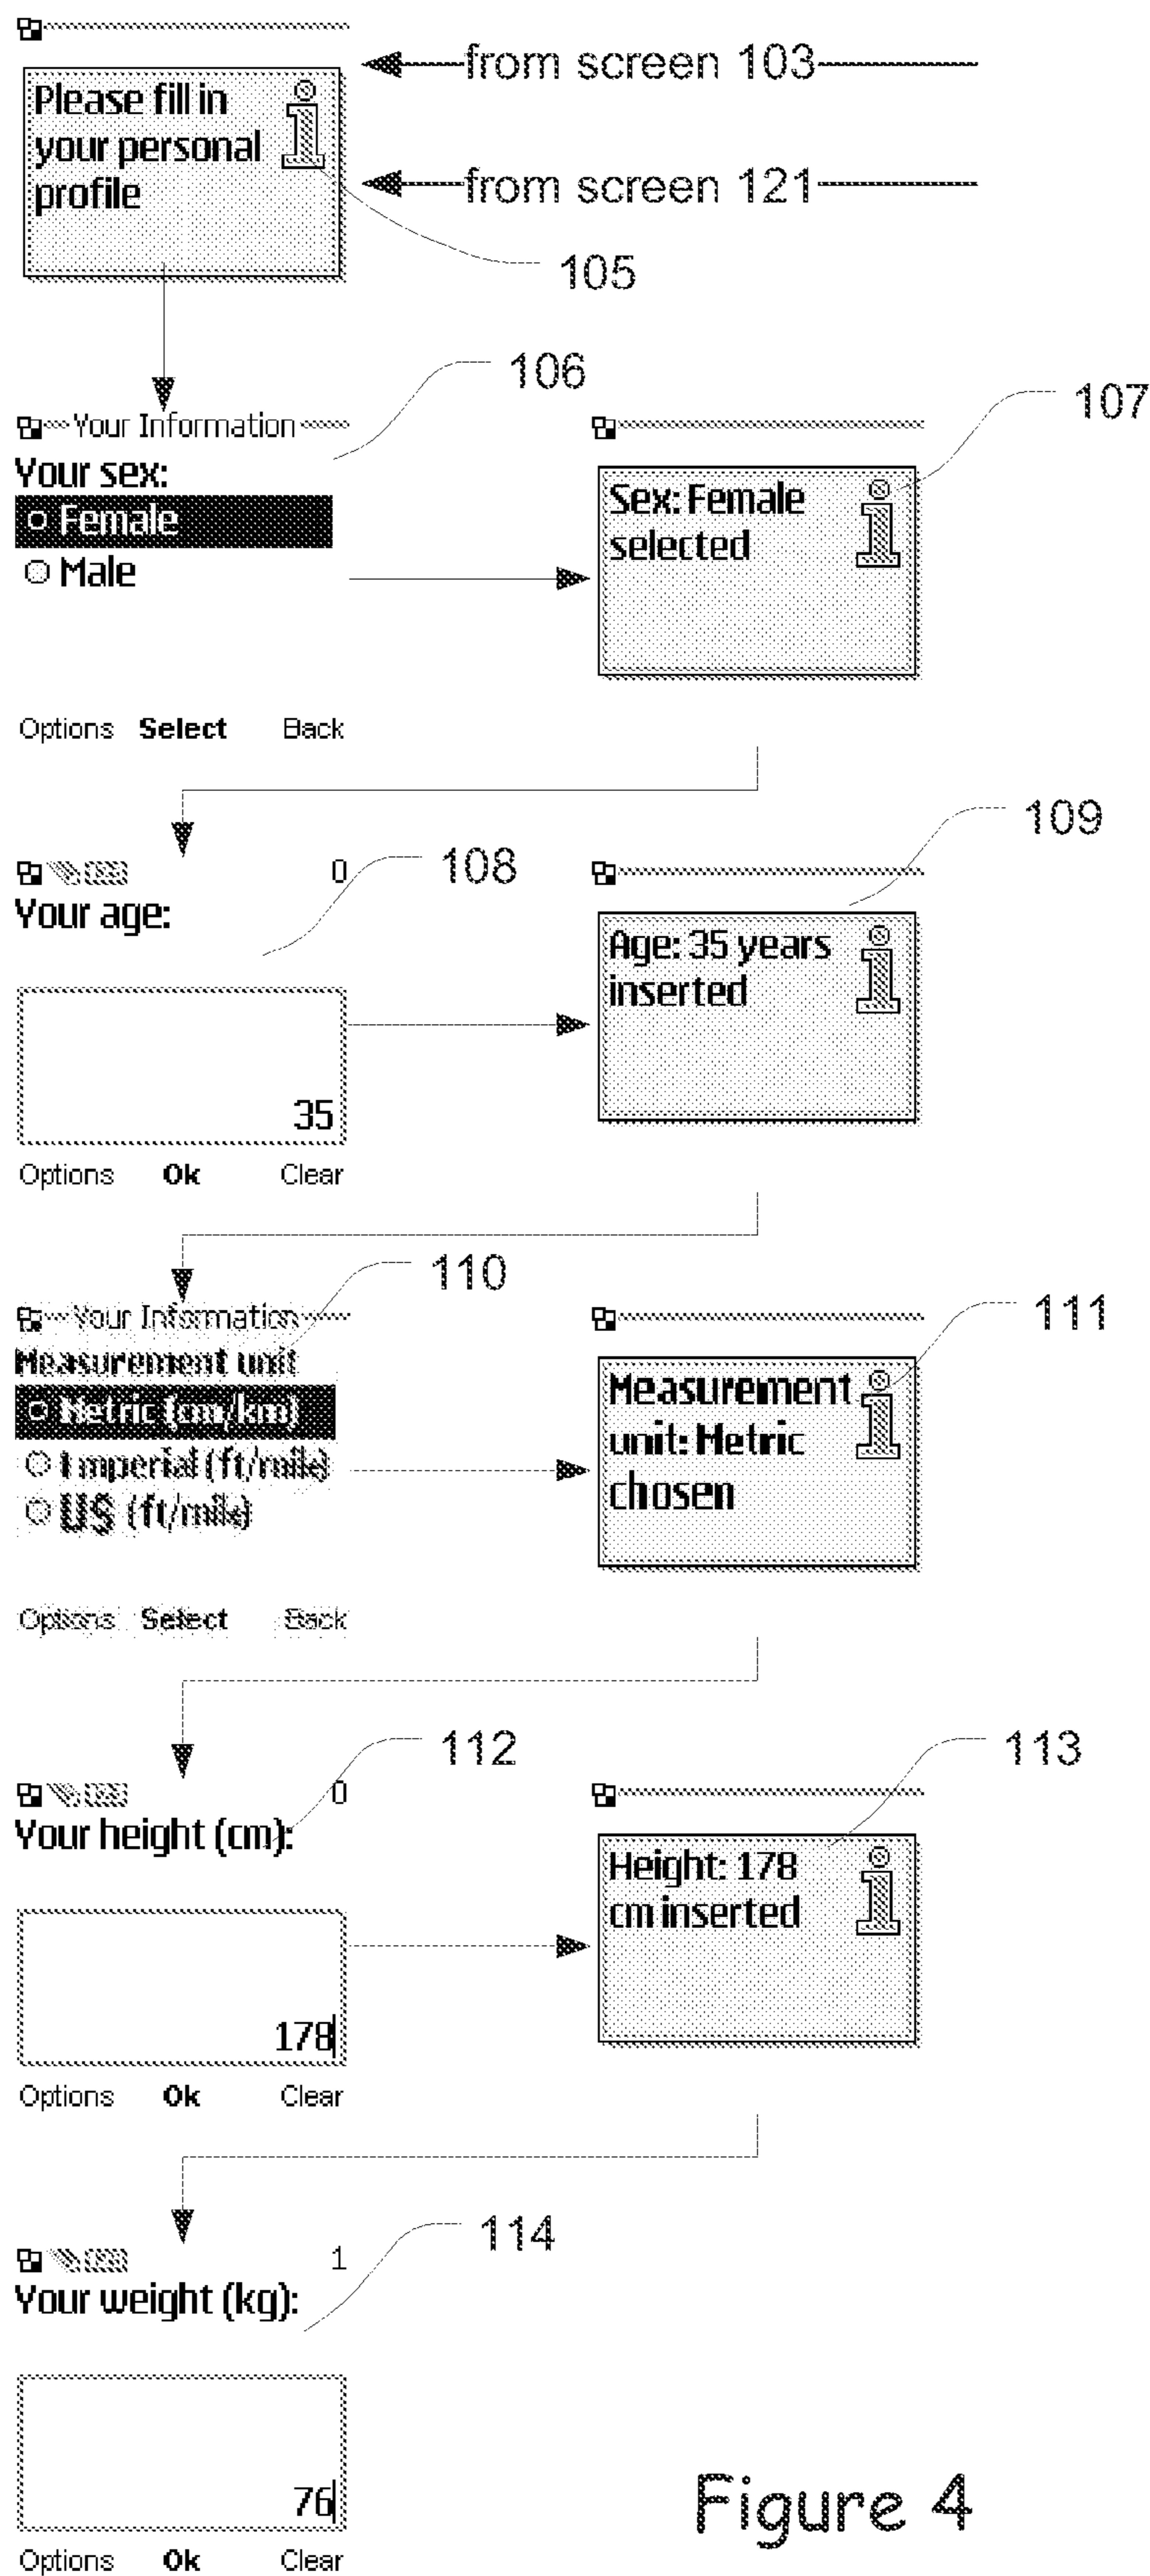 from screen 103
Please fill in
your personal
profile
from screen 121
105
106
107
Your Information
Your sex:
Female
Male
Sex: Female
selected
Options Select Back
108
109
0
Your age:
Age: 35 years
inserted
35
Options Ok Clear
110
111
Your Information
Measurement unit
Metric (cm/km)
Imperial (ft/mile)
US (ft/mile)
Measurement
unit: Metric
chosen
Options Select Back
112
113
0
Your height (cm):
Height: 178
cm inserted
178
Options Ok Clear
114
1
Your weight (kg):
76
Options Ok Clear
Figure 4